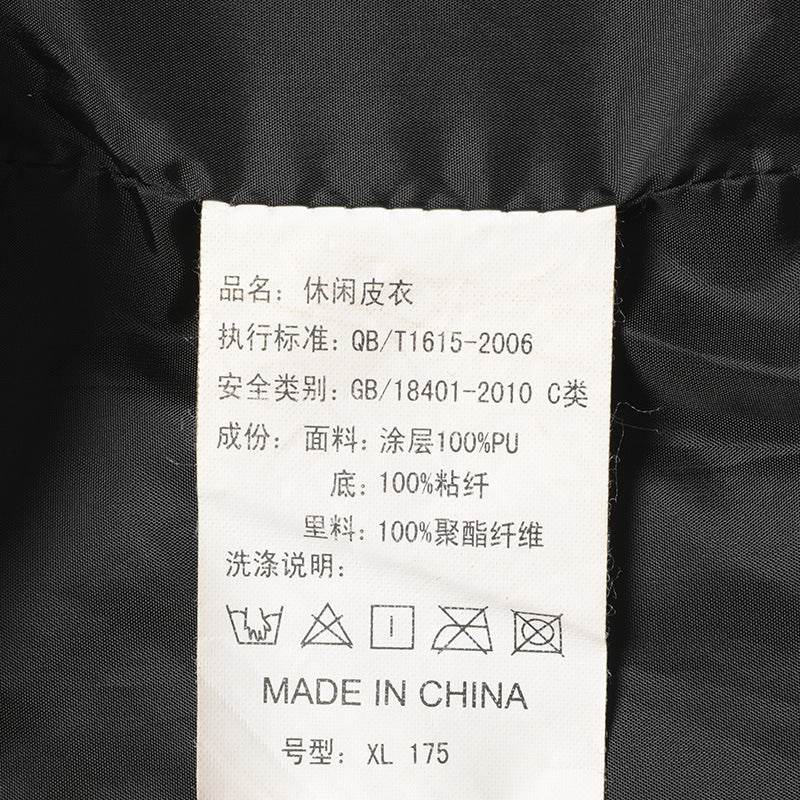 品名：休闲皮衣
执行标准：QB/T1615-2006
安全类别：GB/18401-2010 C类
成份：面料：涂层100%PU
底：100%粘纤
里料：100%聚酯纤维
洗涤说明：
MADE IN CHINA
号型：XL 175